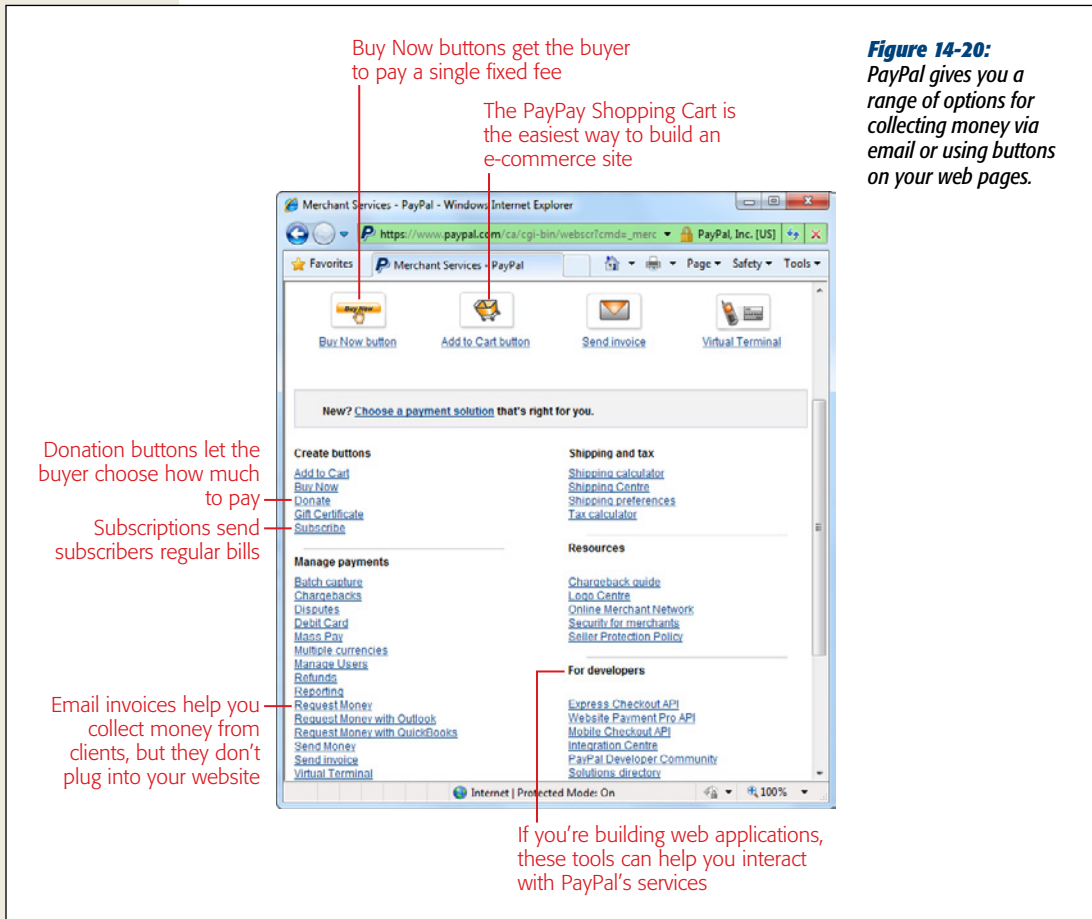 Buy Now buttons get the buyer
to pay a single fixed fee
The PayPay Shopping Cart is
the easiest way to build an
e-commerce site
Figure 14-20:
PayPal gives you a
range of options for
collecting money via
email or using buttons
on your web pages.
Merchant Services - PayPal - Windows Internet Explorer
https://www.paypal.com/ca/cgi-bin/webscr?cmd=_merc
PayPal, Inc. [US]
Favorites
Merchant Services - PayPal
Page
Safety
Tools
Buy Now
Buy Now button
Add to Cart button
Send invoice
Virtual Terminal
New? Choose a payment solution that's right for you.
Donation buttons let the
buyer choose how much
to pay
Subscriptions send
subscribers regular bills
Create buttons
Add to Cart
Buy Now
Donate
Gift Certificate
Subscribe
Manage payments
Batch capture
Chargebacks
Disputes
Debit Card
Mass Pay
Multiple currencies
Manage Users
Refunds
Reporting
Request Money
Request Money with Outlook
Request Money with QuickBooks
Send Money
Send invoice
Virtual Terminal
Email invoices help you
collect money from
clients, but they don't
plug into your website
Shipping and tax
Shipping calculator
Shipping Centre
Shipping preferences
Tax calculator
Resources
Chargeback guide
Logo Centre
Online Merchant Network
Security for merchants
Seller Protection Policy
For developers
Express Checkout API
Website Payment Pro API
Mobile Checkout API
Integration Centre
PayPal Developer Community
Solutions directory
Internet | Protected Mode: On
100%
If you're building web applications,
these tools can help you interact
with PayPal's services